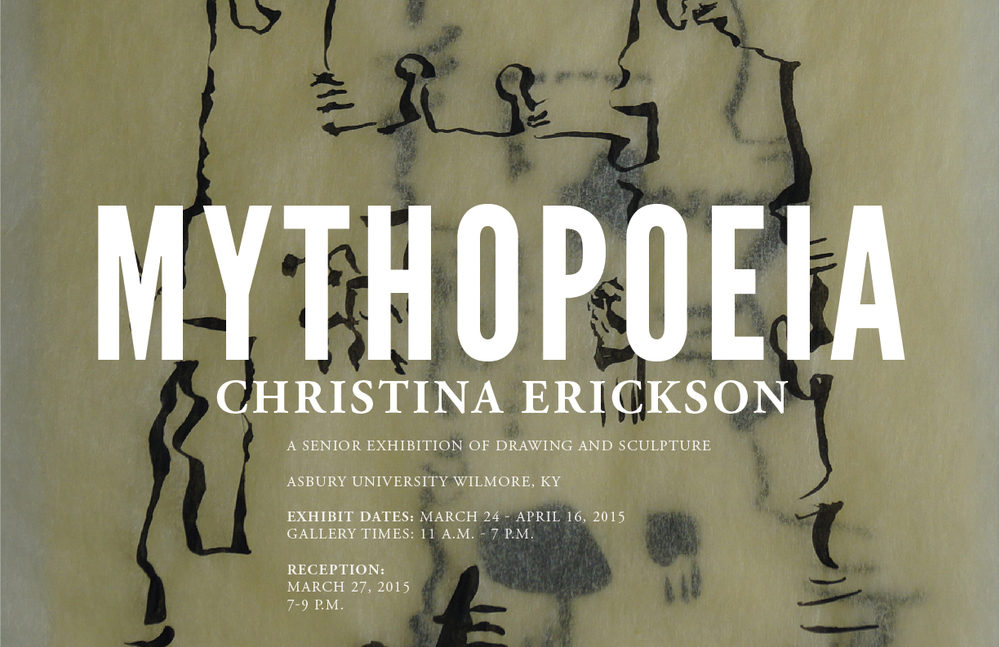 MYTHOPOEIA
CHRISTINA ERICKSON
A SENIOR EXHIBITION OF DRAWING AND SCULPTURE
ASBURY UNIVERSITY WILMORE, KY
EXHIBIT DATES: MARCH 24 - APRIL 16, 2015
GALLERY TIMES: 11 A.M. - 7 P.M.
RECEPTION:
MARCH 27, 2015
7-9 P.M.